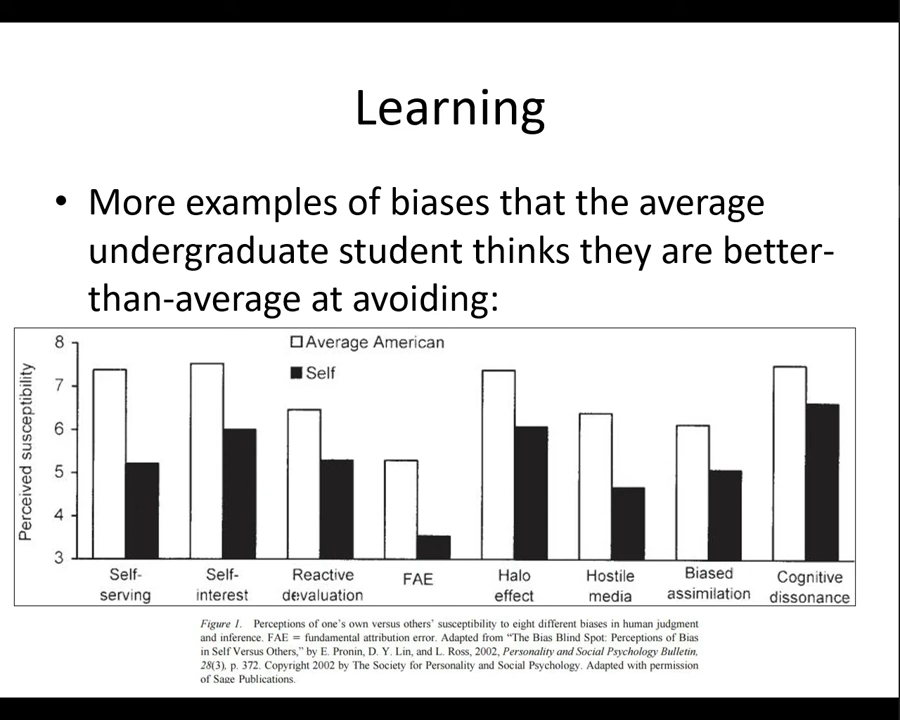 Learning
• More examples of biases that the average
undergraduate student thinks they are better-
than-average at avoiding:
Perceived susceptibility
8
7
6
5
4
3
Average American
Self
Self-
serving
Self-
interest
Reactive
devaluation
FAE
Halo
effect
Hostile
media
Biased
assimilation
Cognitive
dissonance
Figure 1. Perceptions of one's own versus others' susceptibility to eight different biases in human judgment
and inference. FAE = fundamental attribution error. Adapted from "The Bias Blind Spot: Perceptions of Bias
in Self Versus Others," by E. Pronin, D. Y. Lin, and L. Ross, 2002, Personality and Social Psychology Bulletin,
28(3), p. 372. Copyright 2002 by The Society for Personality and Social Psychology. Adapted with permission
of Sage Publications.